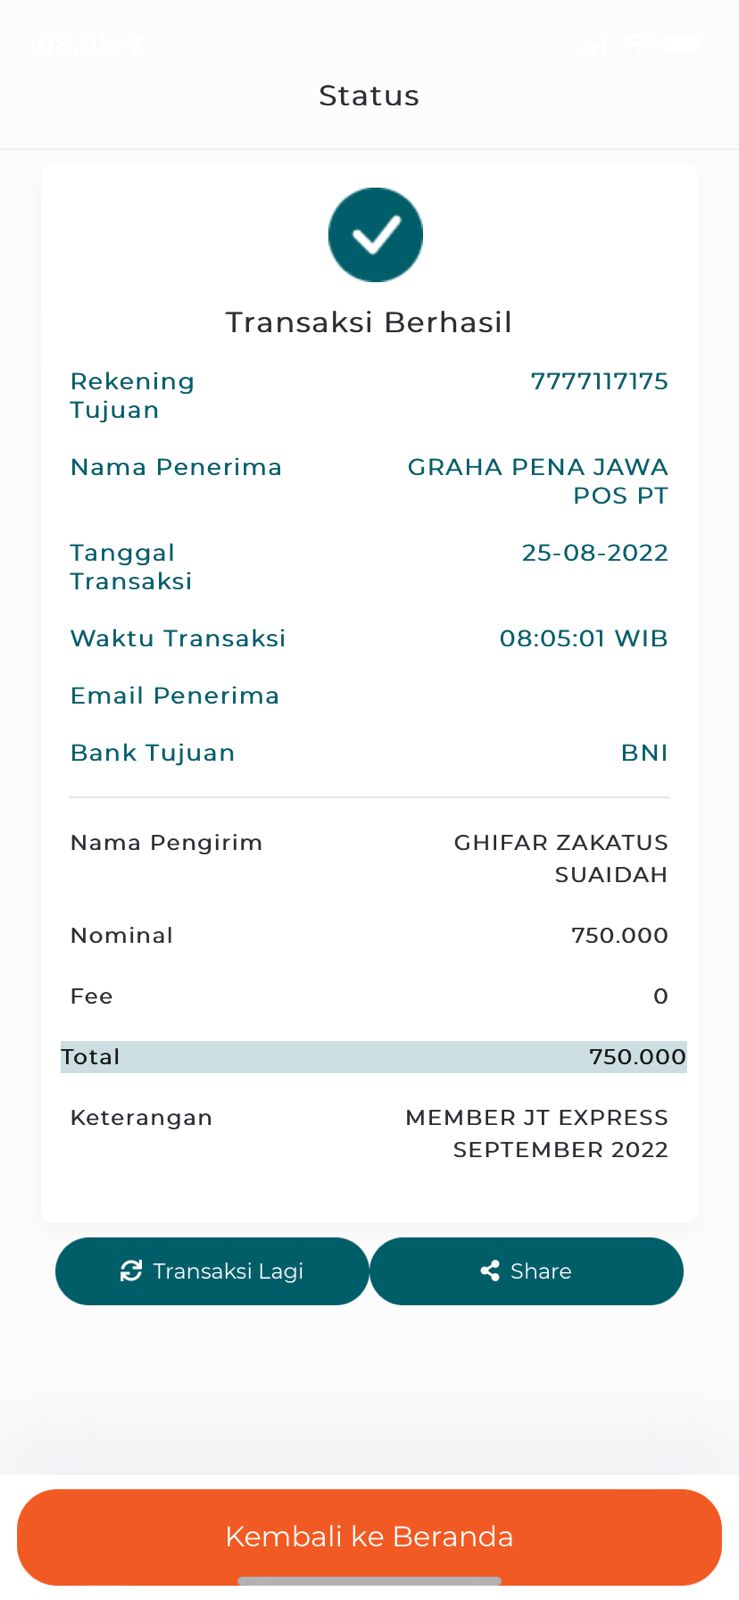 08.05
Status
Transaksi Berhasil
Rekening 7777117175
Tujuan
Nama Penerima GRAHA PENA JAWA
POS PT
Tanggal 25-08-2022
Transaksi
Waktu Transaksi 08:05:01 WIB
Email Penerima
Bank Tujuan BNI
Nama Pengirim GHIFAR ZAKATUS
SUAIDAH
Nominal 750.000
Fee 0
Total 750.000
Keterangan MEMBER JT EXPRESS
SEPTEMBER 2022
Transaksi Lagi Share
Kembali ke Beranda